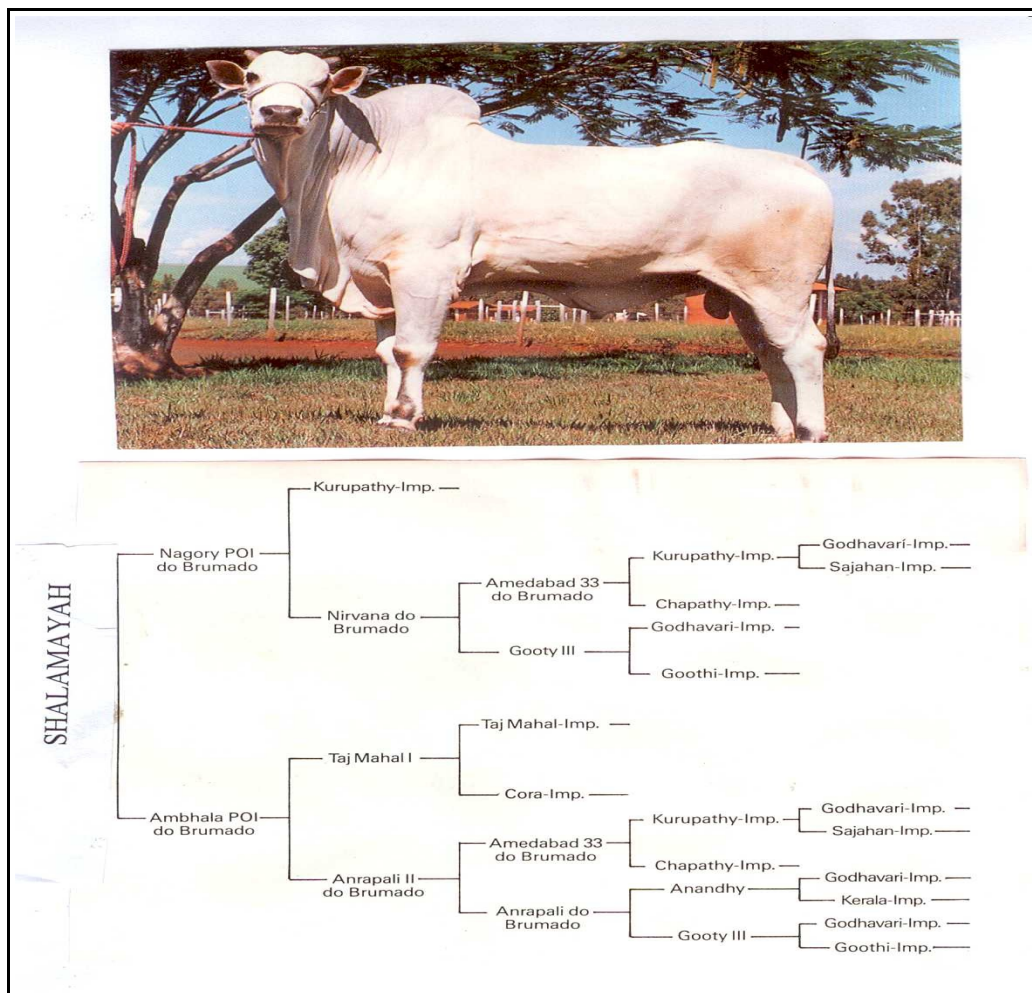 SHALAMAYAH
Kurupathy-Imp.
Nagory POI
do Brumado
Nirvana do
Brumado
Amedabad 33
do Brumado
Kurupathy-Imp.
Godhavarí-Imp.
Sajahan-Imp.
Chapathy-Imp.
Gooty III
Godhavari-Imp.
Goothi-Imp.
Ambhala POI
do Brumado
Taj Mahal I
Taj Mahal-Imp.
Cora-Imp.
Anrapali II
do Brumado
Amedabad 33
do Brumado
Kurupathy-Imp.
Godhavari-Imp.
Sajahan-Imp.
Chapathy-Imp.
Anrapali do
Brumado
Anandhy
Godhavari-Imp.
Kerala-Imp.
Gooty III
Godhavari-Imp.
Goothi-Imp.